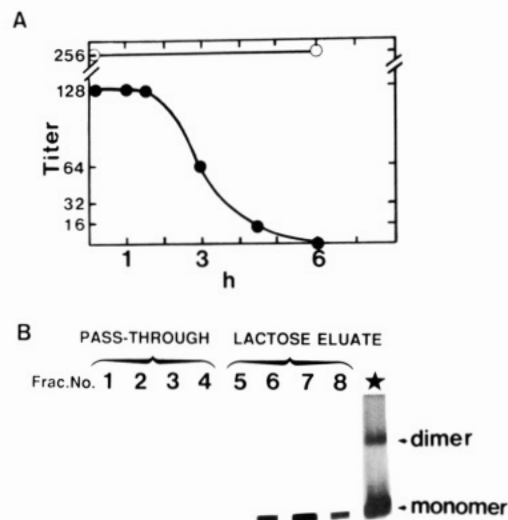 A
256
128
64
32
16
Titer
1 3 6
h
B PASS-THROUGH LACTOSE ELUATE
Frac.No. 1 2 3 4 5 6 7 8 ★
dimer
monomer